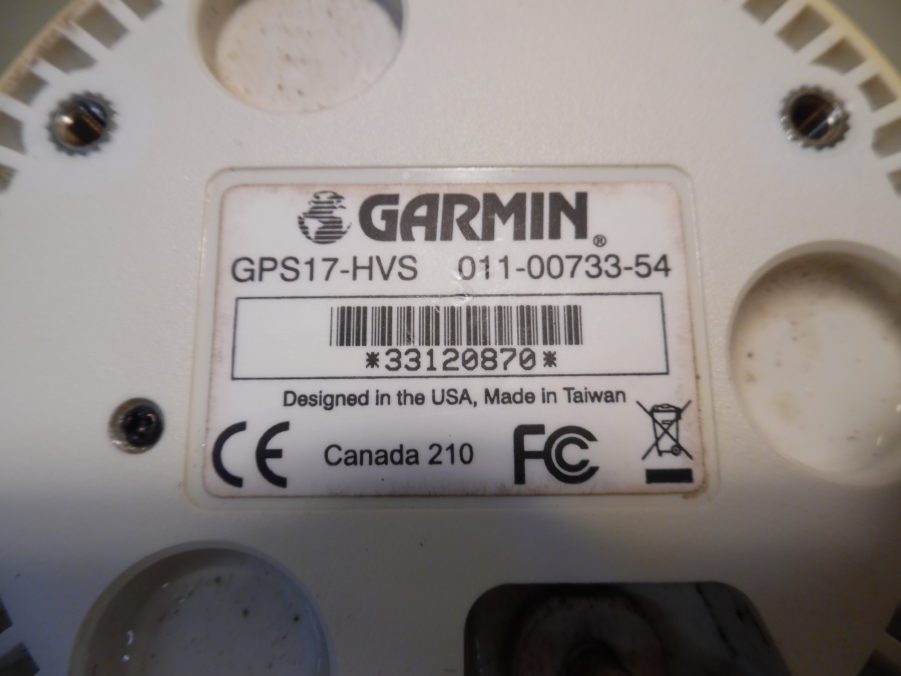 GARMIN®
GPS17-HVS 011-00733-54
*33120870*
Designed in the USA, Made in Taiwan
CE Canada 210 FC